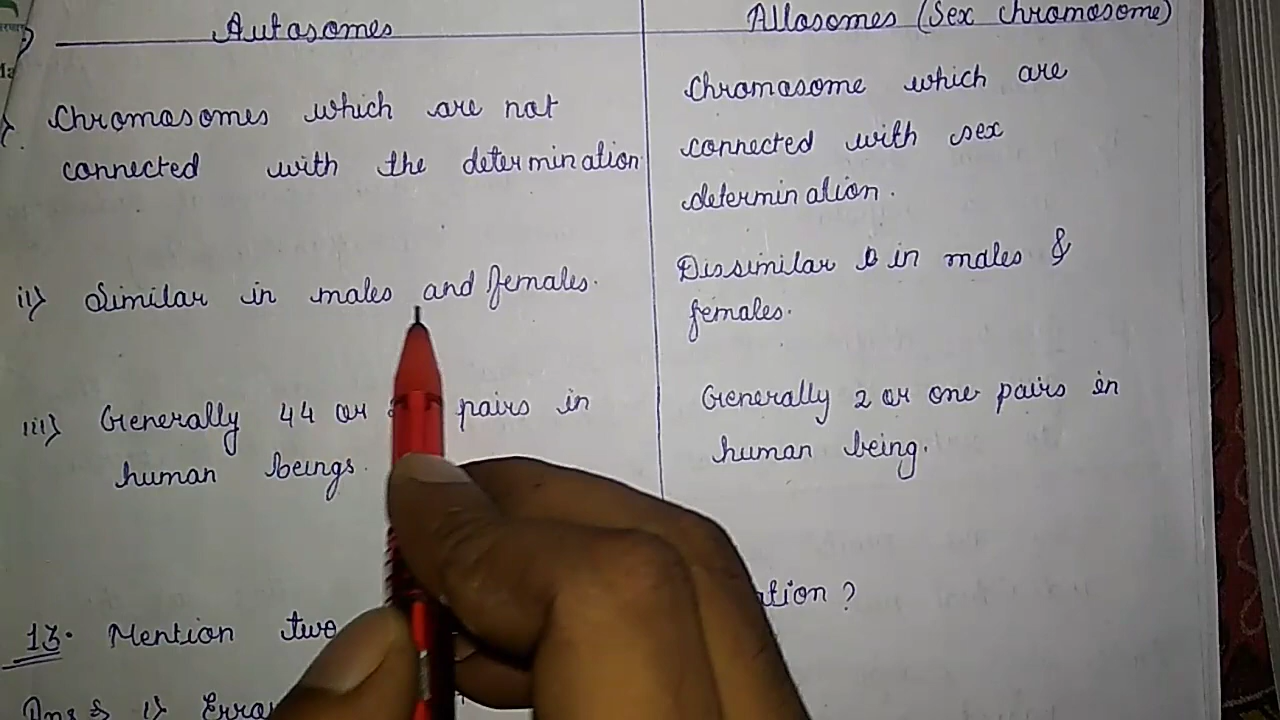 Autosomes
Allosomes (Sex chromosome)
Chromosomes which are not
connected with the determination
Chromosome which are
connected with sex
determination.
ii) Similar in males and females.
Dissimilar in males &
females.
iii) Generally 44 or pairs in
human beings.
Generally 2 or one pairs in
human being.
13. Mention two
?
Ans i)